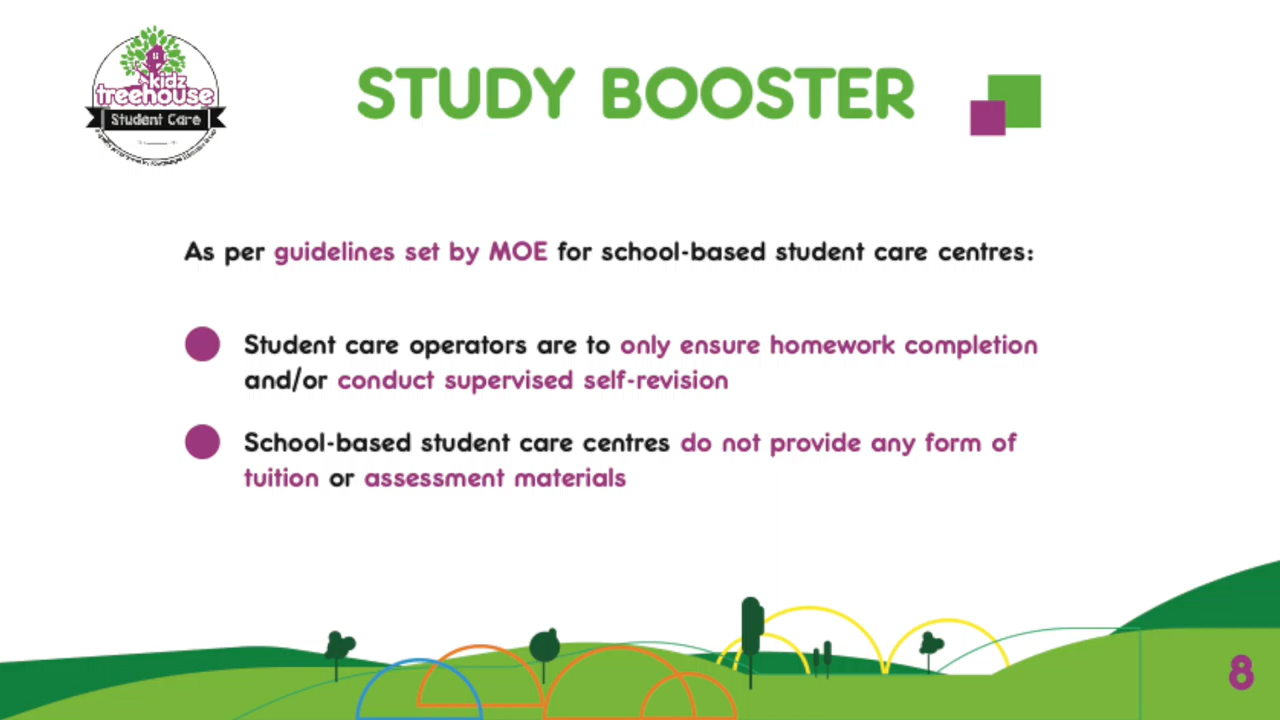 kidz
treehouse
Student Care
STUDY BOOSTER
As per guidelines set by MOE for school-based student care centres:
Student care operators are to only ensure homework completion
and/or conduct supervised self-revision
School-based student care centres do not provide any form of
tuition or assessment materials
8